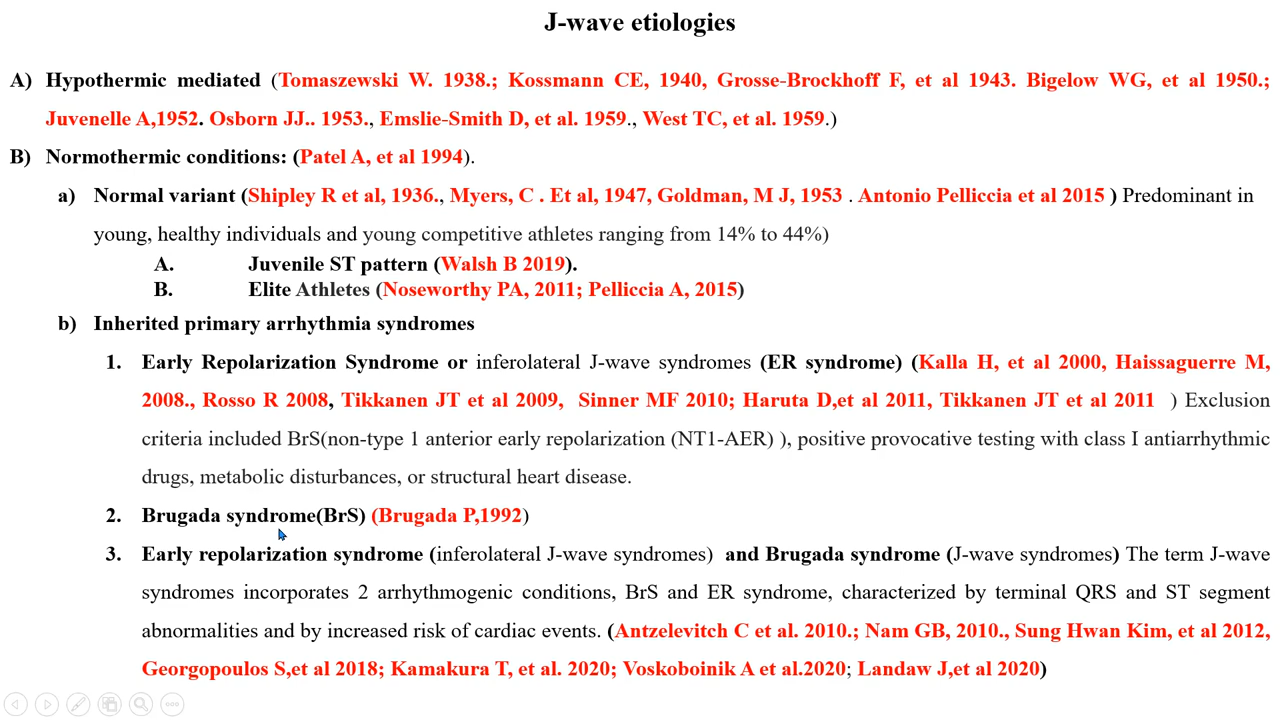 J-wave etiologies
A) Hypothermic mediated (Tomaszewski W. 1938.; Kossmann CE, 1940, Grosse-Brockhoff F, et al 1943. Bigelow WG, et al 1950.;
Juvenelle A,1952. Osborn JJ.. 1953., Emslie-Smith D, et al. 1959., West TC, et al. 1959.)
B) Normothermic conditions: (Patel A, et al 1994).
a) Normal variant (Shipley R et al, 1936., Myers, C . Et al, 1947, Goldman, M J, 1953 . Antonio Pelliccia et al 2015 ) Predominant in
young, healthy individuals and young competitive athletes ranging from 14% to 44%)
A. Juvenile ST pattern (Walsh B 2019).
B. Elite Athletes (Noseworthy PA, 2011; Pelliccia A, 2015)
b) Inherited primary arrhythmia syndromes
1. Early Repolarization Syndrome or inferolateral J-wave syndromes (ER syndrome) (Kalla H, et al 2000, Haissaguerre M,
2008., Rosso R 2008, Tikkanen JT et al 2009, Sinner MF 2010; Haruta D,et al 2011, Tikkanen JT et al 2011 ) Exclusion
criteria included BrS(non-type 1 anterior early repolarization (NT1-AER) ), positive provocative testing with class I antiarrhythmic
drugs, metabolic disturbances, or structural heart disease.
2. Brugada syndrome(BrS) (Brugada P,1992)
3. Early repolarization syndrome (inferolateral J-wave syndromes) and Brugada syndrome (J-wave syndromes) The term J-wave
syndromes incorporates 2 arrhythmogenic conditions, BrS and ER syndrome, characterized by terminal QRS and ST segment
abnormalities and by increased risk of cardiac events. (Antzelevitch C et al. 2010.; Nam GB, 2010., Sung Hwan Kim, et al 2012,
Georgopoulos S,et al 2018; Kamakura T, et al. 2020; Voskoboinik A et al.2020; Landaw J,et al 2020)